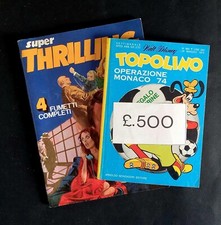 super
THRILLING
4
FUMETTI
COMPLETI
Walt Disney
TOPOLINO
OPERAZIONE
MONACO 74
£.500